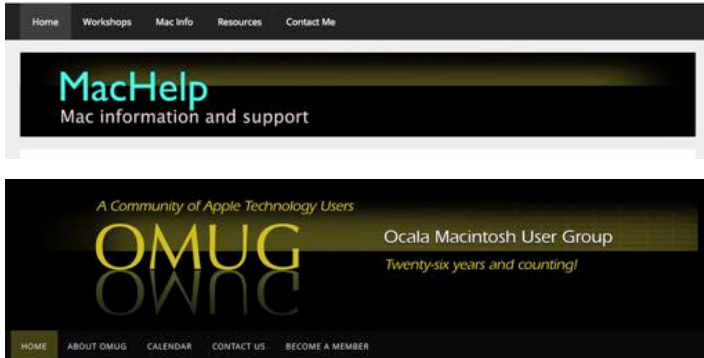 Home Workshops Mac Info Resources Contact Me
MacHelp
Mac information and support
A Community of Apple Technology Users
OMUG
Ocala Macintosh User Group
Twenty-six years and counting!
HOME ABOUT OMUG CALENDAR CONTACT US BECOME A MEMBER